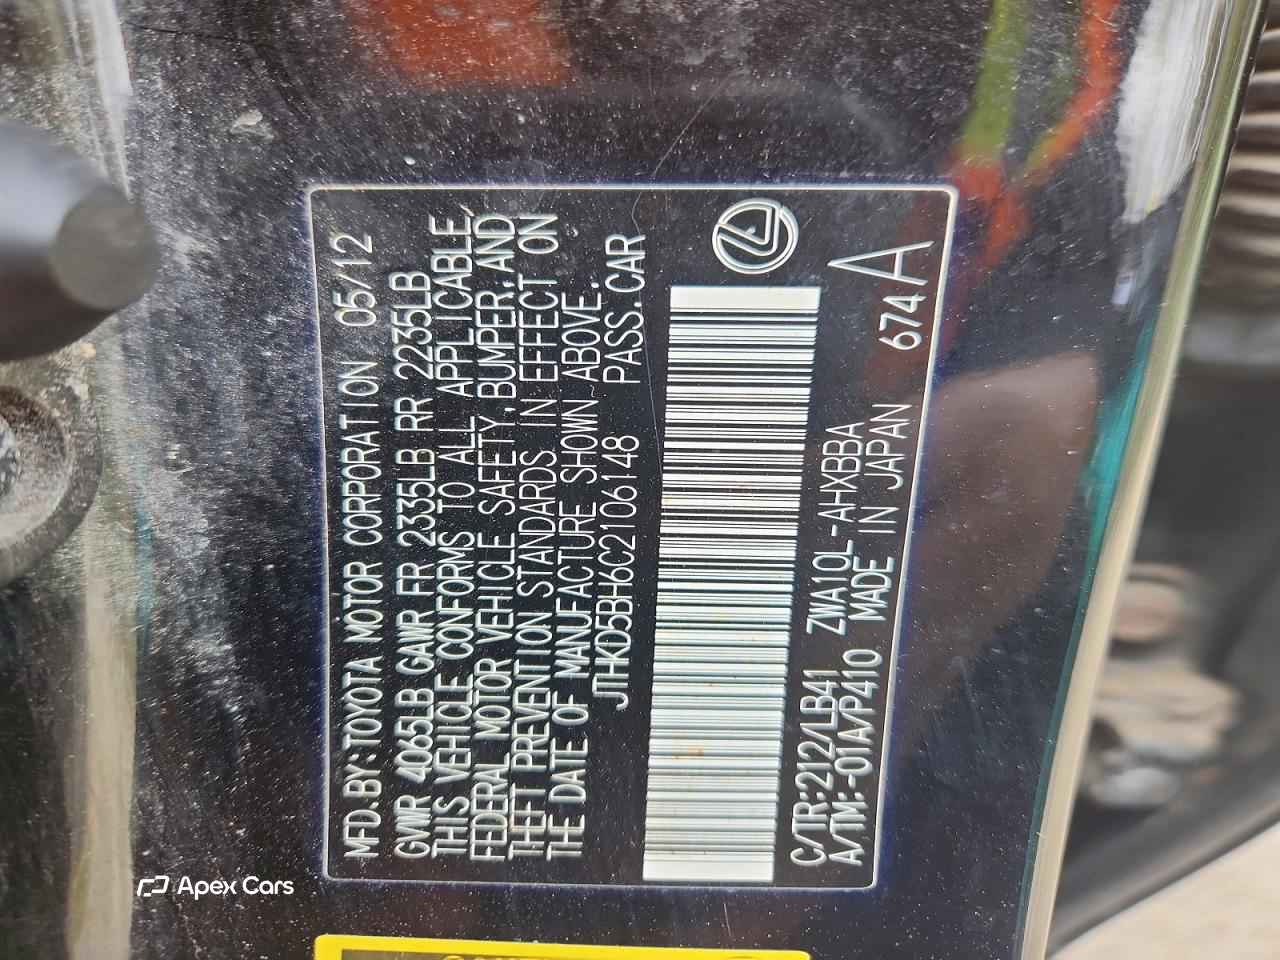 MFD.BY:TOYOTA MOTOR CORPORATION 05/12
GVWR 4065LB GAWR FR 2335LB RR 2235LB
THIS VEHICLE CONFORMS TO ALL APPLICABLE
FEDERAL MOTOR VEHICLE SAFETY,BUMPER,AND
THEFT PREVENTION STANDARDS IN EFFECT ON
THE DATE OF MANUFACTURE SHOWN ABOVE.
JTHKD5BH6C2106148 PASS.CAR
C/TR:212/LB41 ZWA10L-AHXBBA
A/TM:-01A/P410 MADE IN JAPAN 674A
Apex Cars